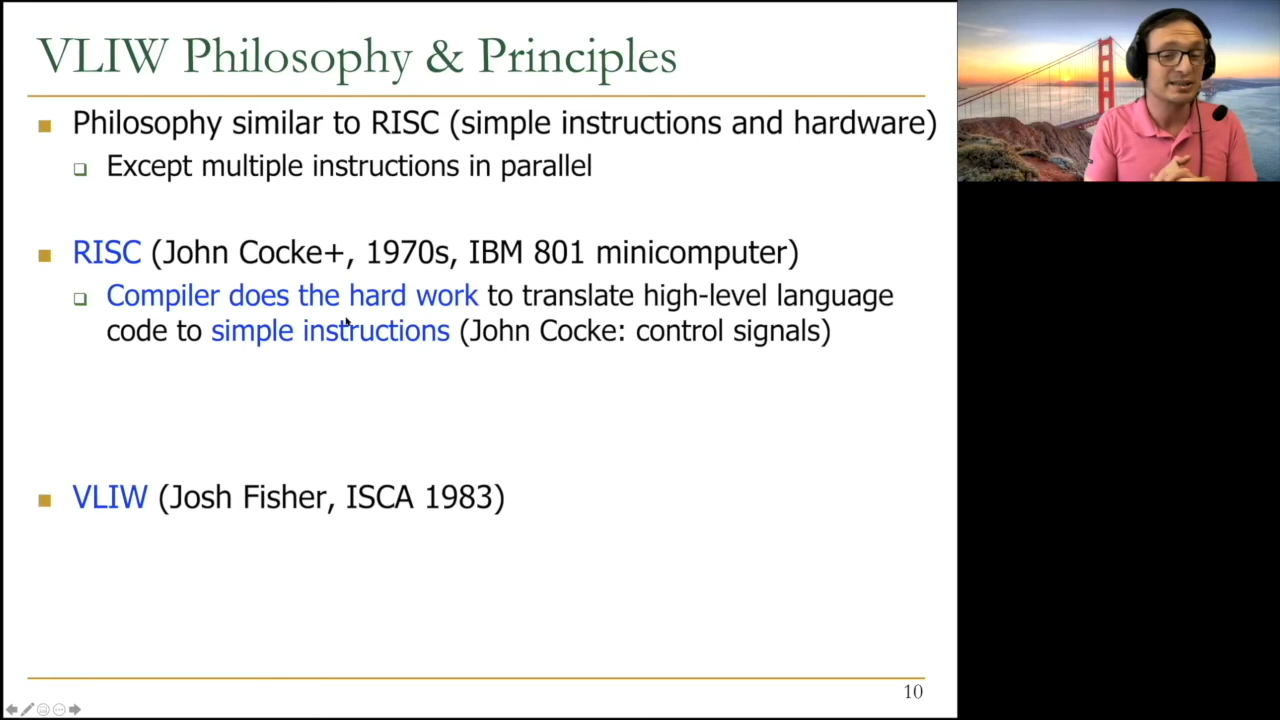 VLIW Philosophy & Principles
Philosophy similar to RISC (simple instructions and hardware)
Except multiple instructions in parallel
RISC (John Cocke+, 1970s, IBM 801 minicomputer)
Compiler does the hard work to translate high-level language
code to simple instructions (John Cocke: control signals)
VLIW (Josh Fisher, ISCA 1983)
10